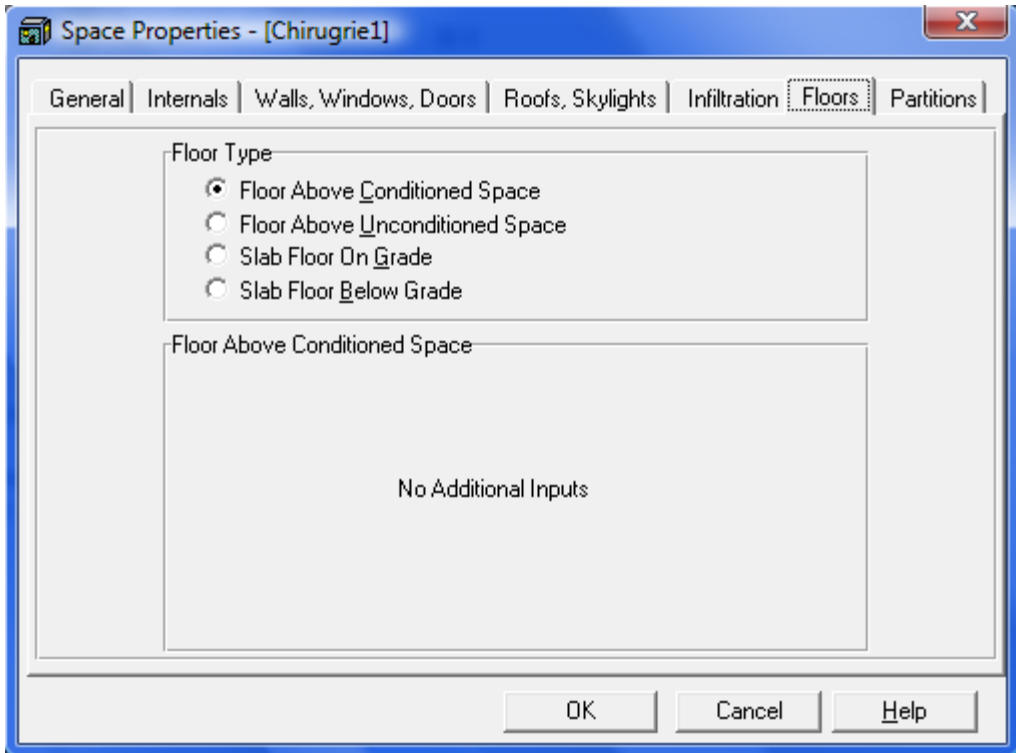 Space Properties - [Chirugrie1]
General Internals Walls, Windows, Doors Roofs, Skylights Infiltration Floors Partitions
Floor Type
Floor Above Conditioned Space
Floor Above Unconditioned Space
Slab Floor On Grade
Slab Floor Below Grade
Floor Above Conditioned Space
No Additional Inputs
OK Cancel Help